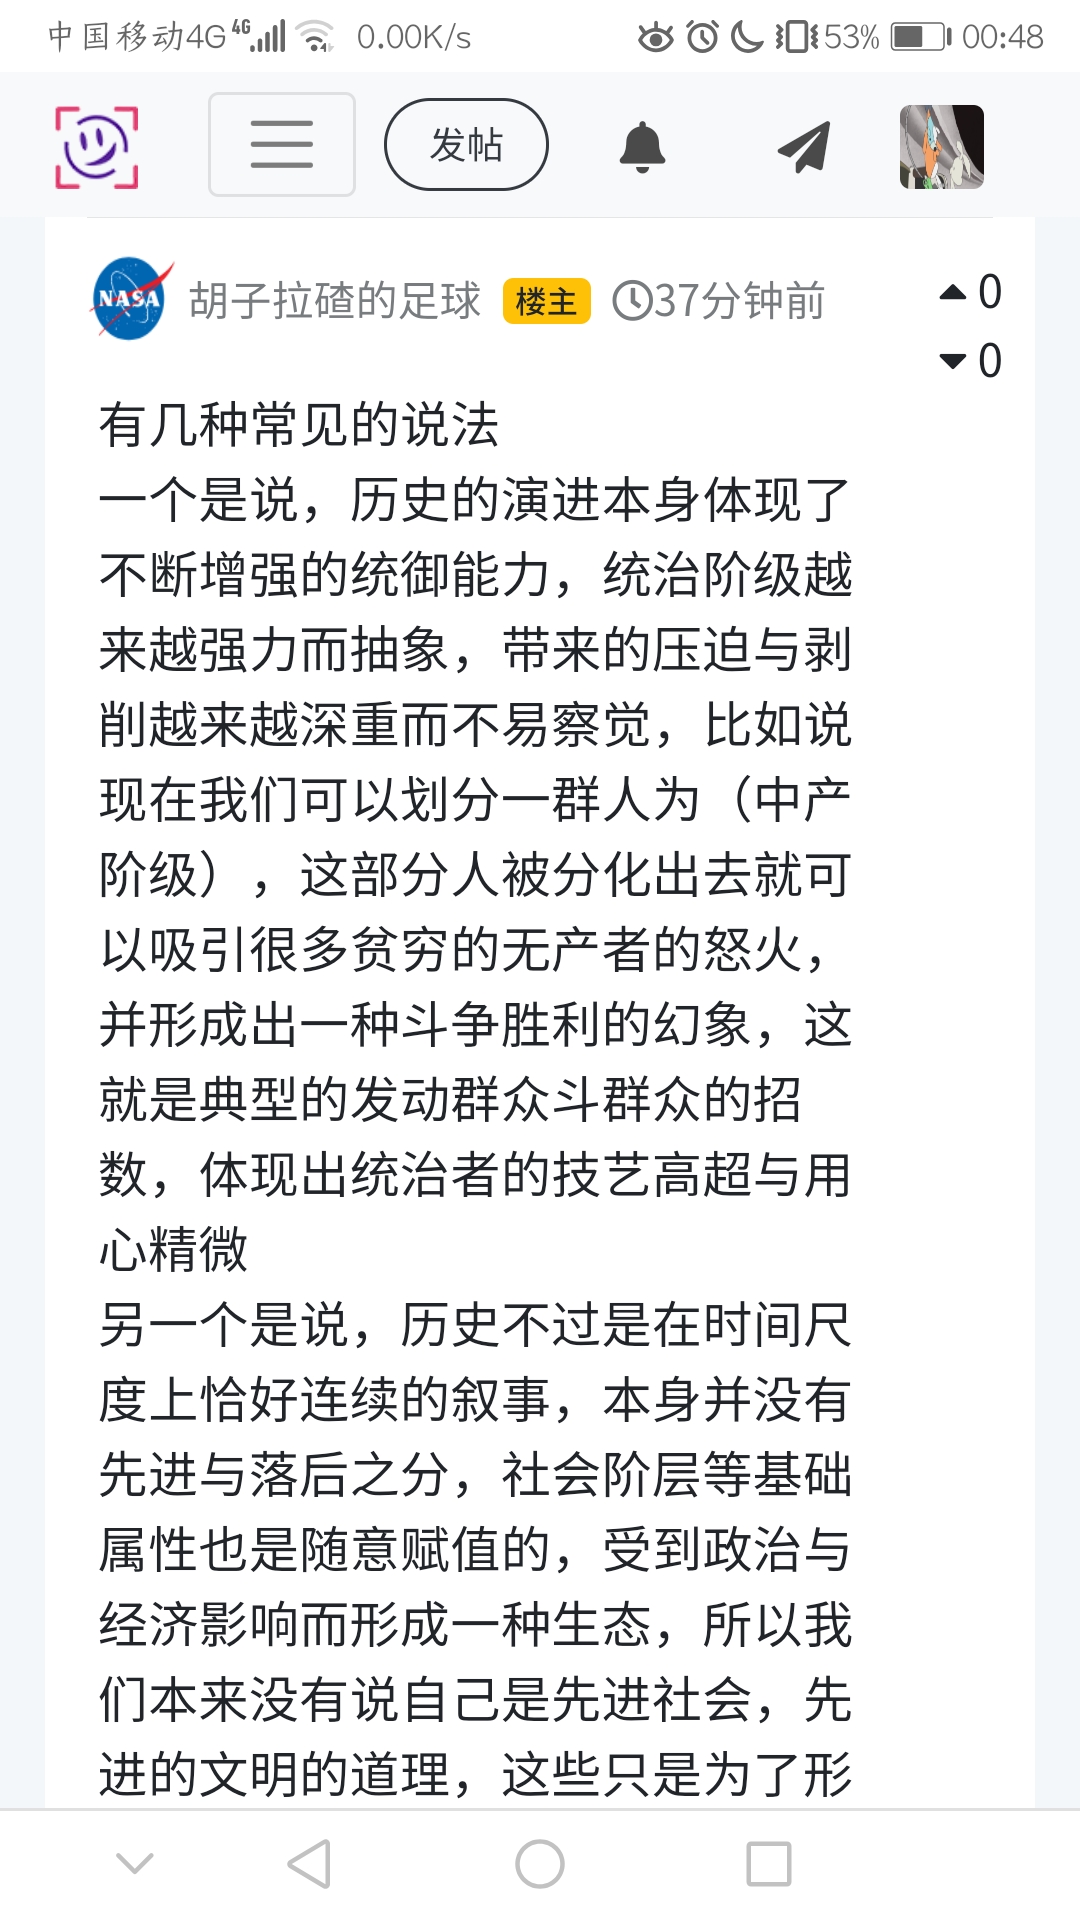 中国移动4G 4G 0.00K/s 53% 00:48
发帖
NASA
胡子拉碴的足球 楼主 37分钟前
0
0
有几种常见的说法
一个是说，历史的演进本身体现了
不断增强的统御能力，统治阶级越
来越强力而抽象，带来的压迫与剥
削越来越深重而不易察觉，比如说
现在我们可以划分一群人为（中产
阶级），这部分人被分化出去就可
以吸引很多贫穷的无产者的怒火，
并形成出一种斗争胜利的幻象，这
就是典型的发动群众斗群众的招
数，体现出统治者的技艺高超与用
心精微
另一个是说，历史不过是在时间尺
度上恰好连续的叙事，本身并没有
先进与落后之分，社会阶层等基础
属性也是随意赋值的，受到政治与
经济影响而形成一种生态，所以我
们本来没有说自己是先进社会，先
进的文明的道理，这些只是为了形